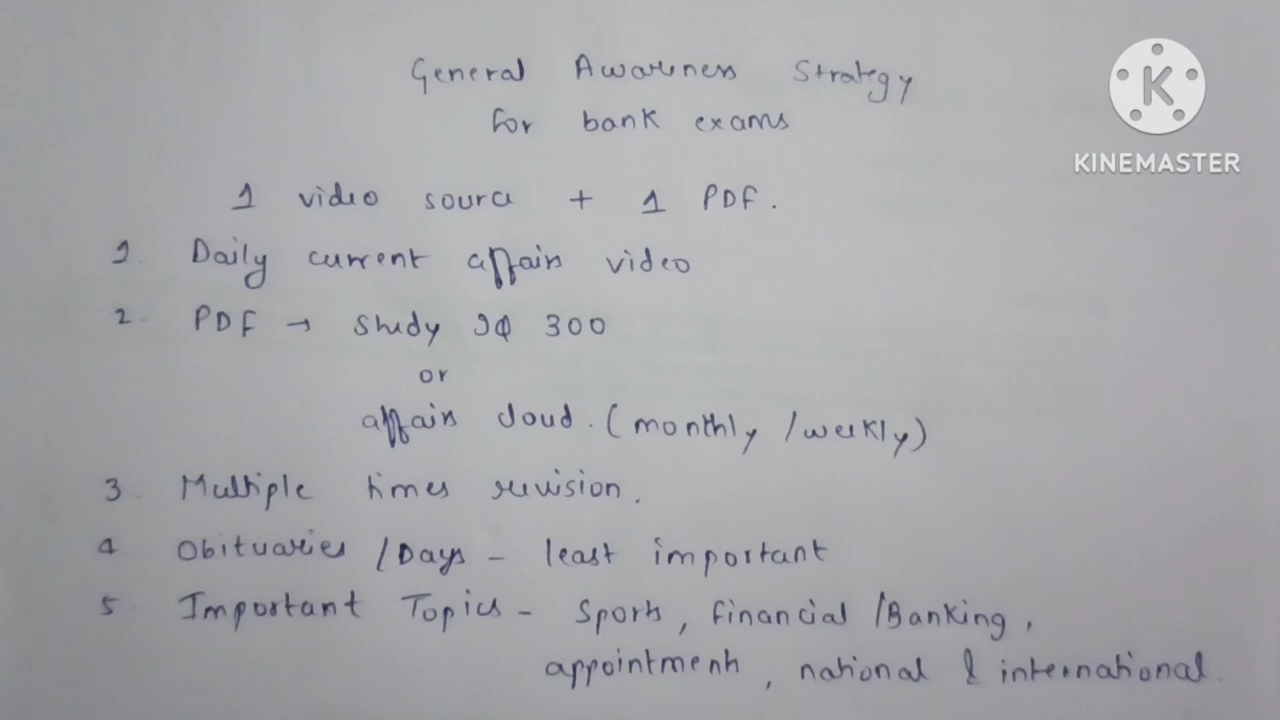 General Awareness Strategy
for bank exams
K
KINEMASTER
1 video source + 1 PDF.
1. Daily current affairs video
2. PDF → Study IQ 300
or
affairs cloud. (monthly /weekly)
3. Multiple times revision.
4. Obituaries /Days - least important
5. Important Topics - Sports, financial /Banking,
appointments, national & international.